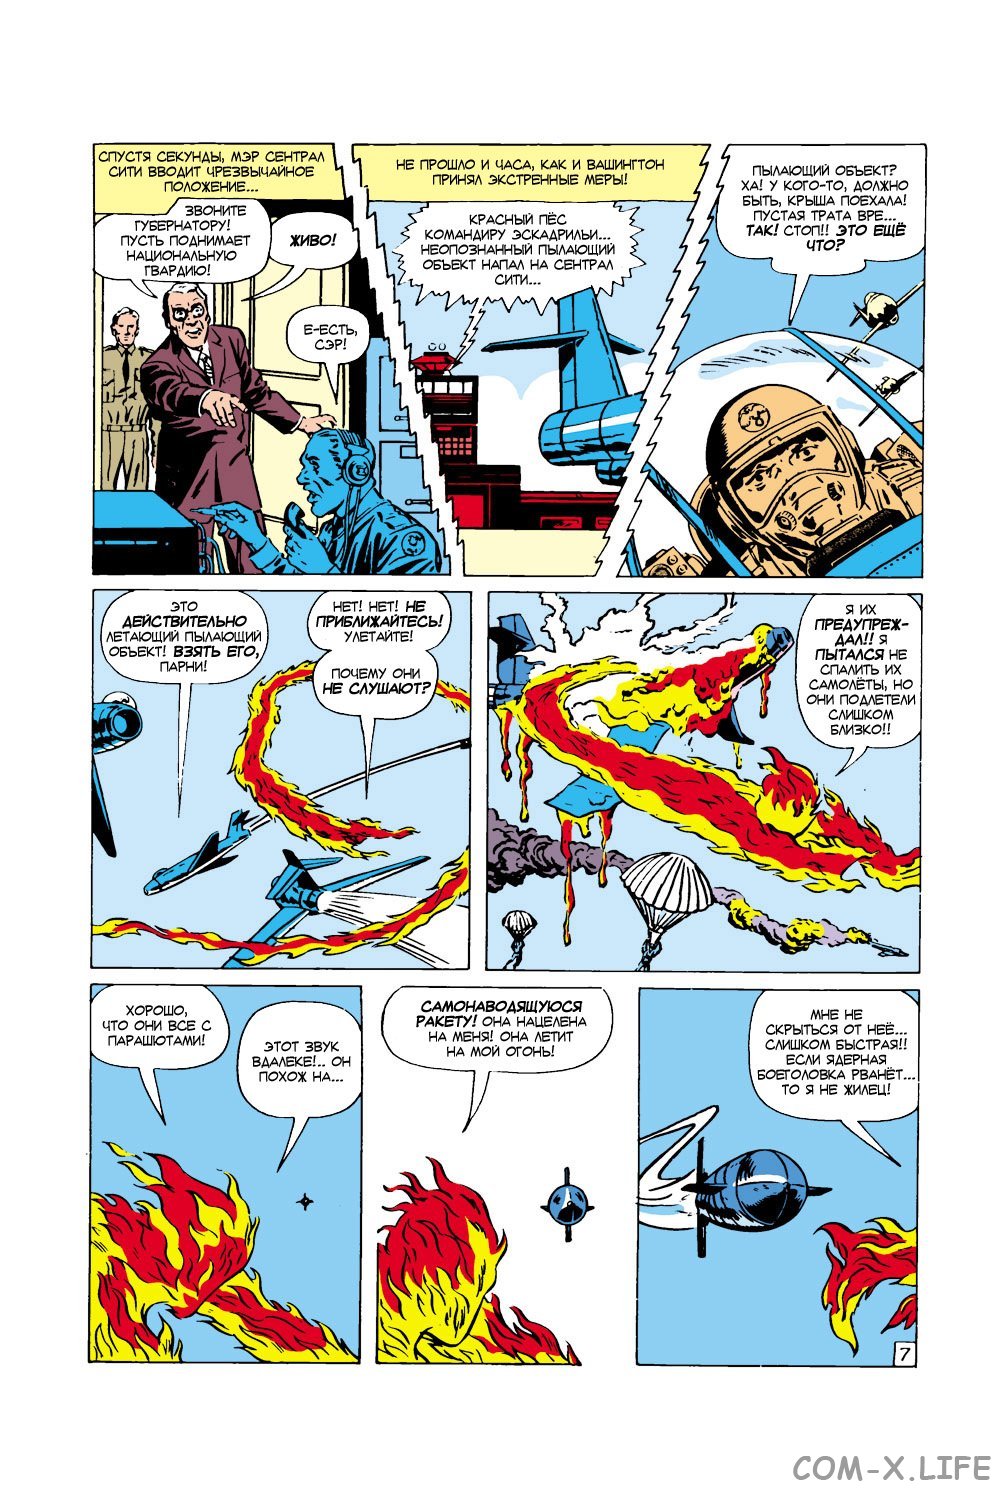 СПУСТЯ СЕКУНДЫ, МЭР СЕНТРАЛ
СИТИ ВВОДИТ ЧРЕЗВЫЧАЙНОЕ
ПОЛОЖЕНИЕ...
ЗВОНИТЕ
ГУБЕРНАТОРУ!
ПУСТЬ ПОДНИМАЕТ
НАЦИОНАЛЬНУЮ
ГВАРДИЮ!
ЖИВО!
Е-ЕСТЬ,
СЭР!
НЕ ПРОШЛО И ЧАСА, КАК И ВАШИНГТОН
ПРИНЯЛ ЭКСТРЕННЫЕ МЕРЫ!
КРАСНЫЙ ПЁС
КОМАНДИРУ ЭСКАДРИЛЬИ...
НЕОПОЗНАННЫЙ ПЫЛАЮЩИЙ
ОБЪЕКТ НАПАЛ НА СЕНТРАЛ
СИТИ...
ПЫЛАЮЩИЙ ОБЪЕКТ?
ХА! У КОГО-ТО, ДОЛЖНО
БЫТЬ, КРЫША ПОЕХАЛА!
ПУСТАЯ ТРАТА ВРЕ...
ТАК! СТОП!! ЭТО ЕЩЁ
ЧТО?
ЭТО
ДЕЙСТВИТЕЛЬНО
ЛЕТАЮЩИЙ ПЫЛАЮЩИЙ
ОБЪЕКТ! ВЗЯТЬ ЕГО,
ПАРНИ!
НЕТ! НЕТ! НЕ
ПРИБЛИЖАЙТЕСЬ!
УЛЕТАЙТЕ!
ПОЧЕМУ ОНИ
НЕ СЛУШАЮТ?
Я ИХ
ПРЕДУПРЕЖ-
ДАЛ!! Я
ПЫТАЛСЯ НЕ
СПАЛИТЬ ИХ
САМОЛЁТЫ, НО
ОНИ ПОДЛЕТЕЛИ
СЛИШКОМ
БЛИЗКО!!
ХОРОШО,
ЧТО ОНИ ВСЕ С
ПАРАШЮТАМИ!
ЭТОТ ЗВУК
ВДАЛЕКЕ!.. ОН
ПОХОЖ НА...
САМОНАВОДЯЩУЮСЯ
РАКЕТУ! ОНА НАЦЕЛЕНА
НА МЕНЯ! ОНА ЛЕТИТ
НА МОЙ ОГОНЬ!
МНЕ НЕ
СКРЫТЬСЯ ОТ НЕЁ...
СЛИШКОМ БЫСТРАЯ!!
ЕСЛИ ЯДЕРНАЯ
БОЕГОЛОВКА РВАНЁТ...
ТО Я НЕ ЖИЛЕЦ!
7
COM-X.LIFE